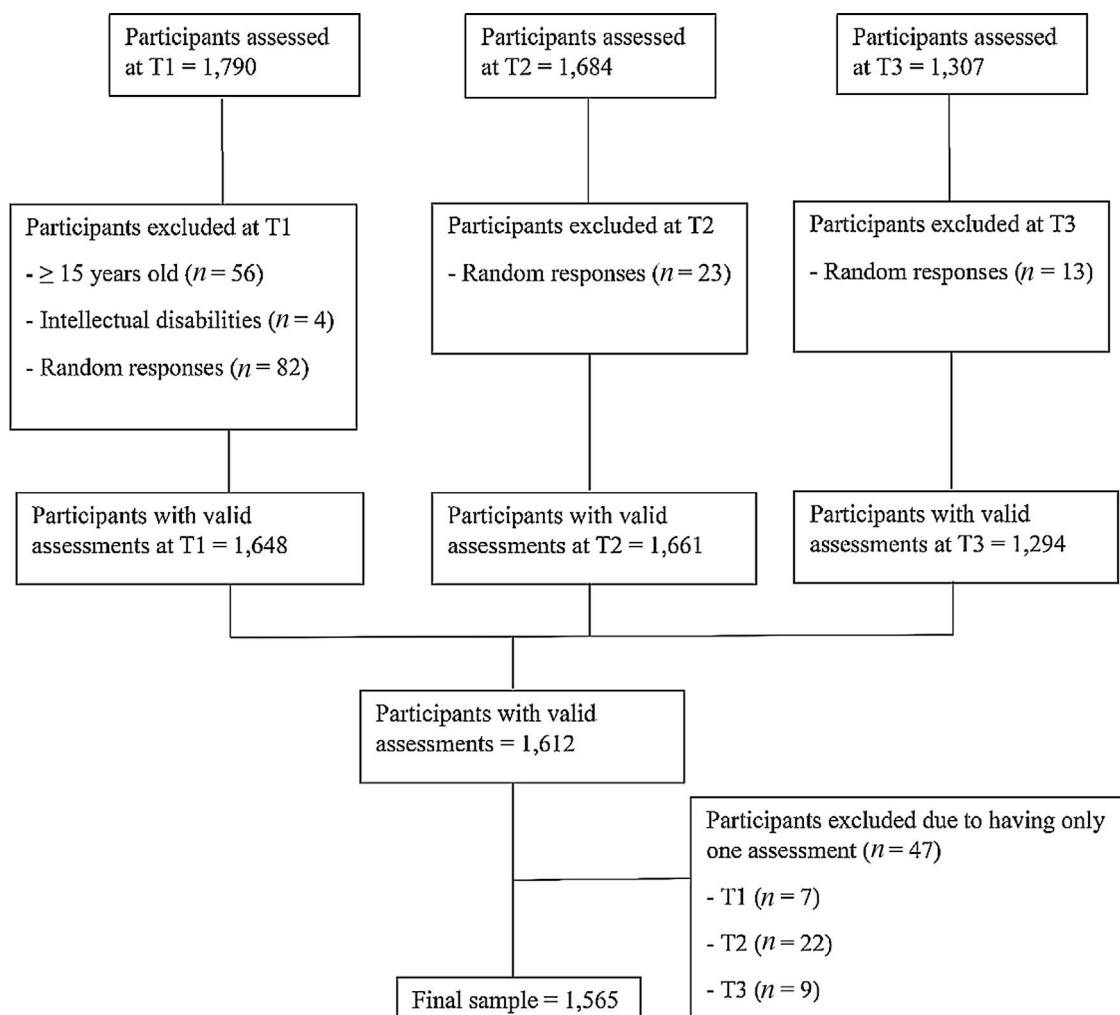 Participants assessed
at T1 = 1,790
Participants assessed
at T2 = 1,684
Participants assessed
at T3 = 1,307
Participants excluded at T1
- ≥ 15 years old (n = 56)
- Intellectual disabilities (n = 4)
- Random responses (n = 82)
Participants excluded at T2
- Random responses (n = 23)
Participants excluded at T3
- Random responses (n = 13)
Participants with valid
assessments at T1 = 1,648
Participants with valid
assessments at T2 = 1,661
Participants with valid
assessments at T3 = 1,294
Participants with valid
assessments = 1,612
Participants excluded due to having only
one assessment (n = 47)
- T1 (n = 7)
- T2 (n = 22)
- T3 (n = 9)
Final sample = 1,565